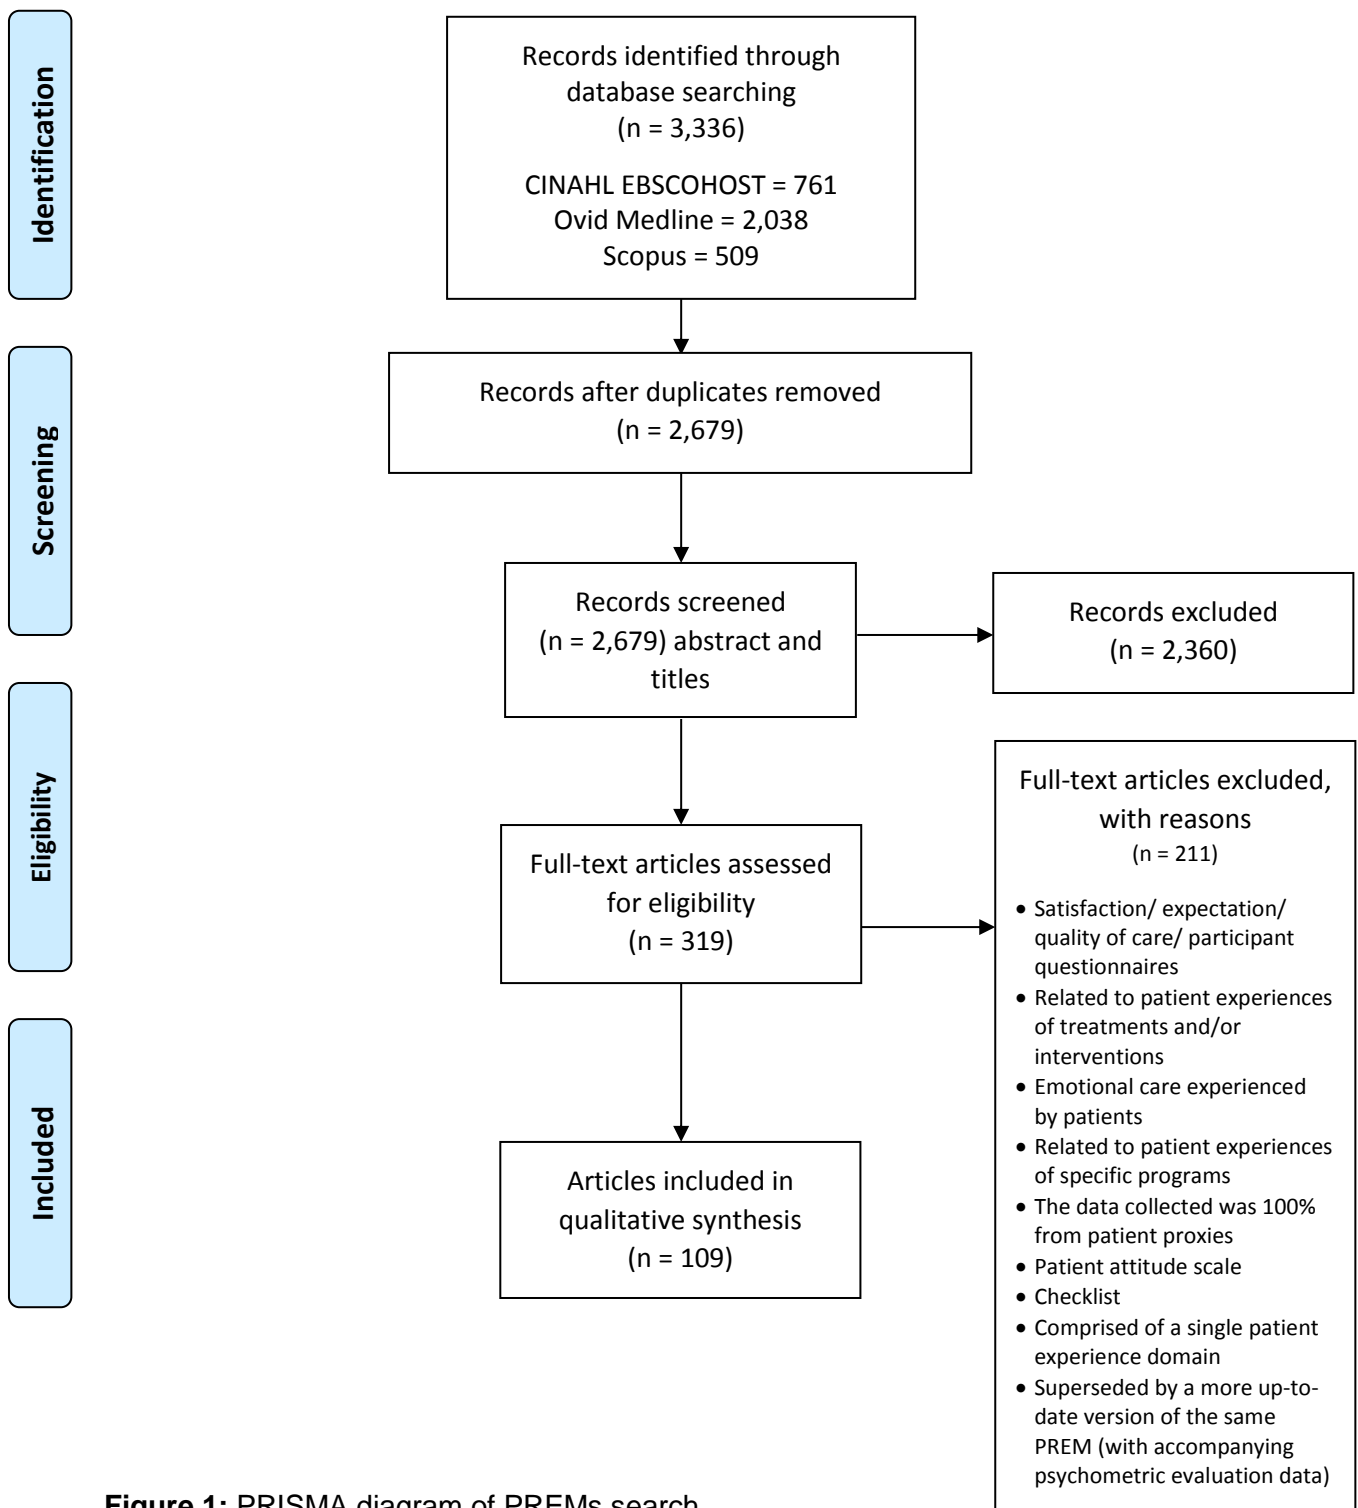 Identification
Records identified through
database searching
(n = 3,336)
CINAHL EBSCOHOST = 761
Ovid Medline = 2,038
Scopus = 509
Screening
Records after duplicates removed
(n = 2,679)
Records screened
(n = 2,679) abstract and
titles
Records excluded
(n = 2,360)
Eligibility
Full-text articles assessed
for eligibility
(n = 319)
Full-text articles excluded,
with reasons
(n = 211)
• Satisfaction/ expectation/
quality of care/ participant
questionnaires
• Related to patient experiences
of treatments and/or
interventions
• Emotional care experienced
by patients
• Related to patient experiences
of specific programs
• The data collected was 100%
from patient proxies
• Patient attitude scale
• Checklist
• Comprised of a single patient
experience domain
• Superseded by a more up-to-
date version of the same
PREM (with accompanying
psychometric evaluation data)
Included
Articles included in
qualitative synthesis
(n = 109)
Figure 1: PRISMA diagram of PREMs search